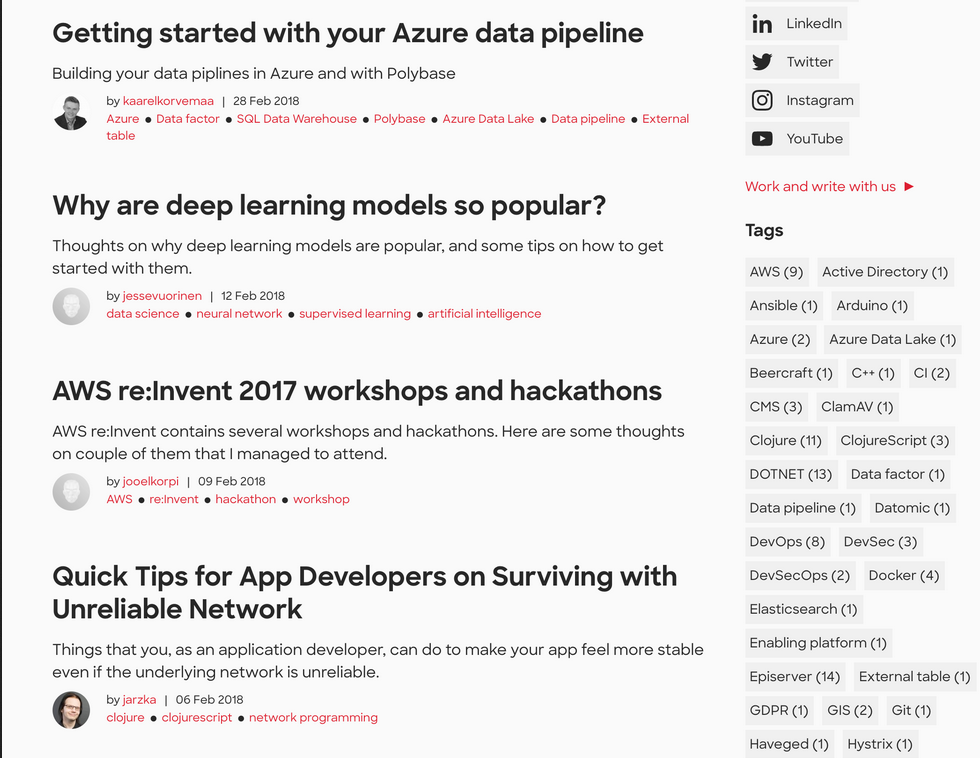 Getting started with your Azure data pipeline
Building your data piplines in Azure and with Polybase
by kaarelkorvemaa | 28 Feb 2018
Azure ● Data factor ● SQL Data Warehouse ● Polybase ● Azure Data Lake ● Data pipeline ● External
table
Why are deep learning models so popular?
Thoughts on why deep learning models are popular, and some tips on how to get
started with them.
by jessevuorinen | 12 Feb 2018
data science ● neural network ● supervised learning ● artificial intelligence
AWS re:Invent 2017 workshops and hackathons
AWS re:Invent contains several workshops and hackathons. Here are some thoughts
on couple of them that I managed to attend.
by jooelkorpi | 09 Feb 2018
AWS ● re:Invent ● hackathon ● workshop
Quick Tips for App Developers on Surviving with
Unreliable Network
Things that you, as an application developer, can do to make your app feel more stable
even if the underlying network is unreliable.
by jarzka | 06 Feb 2018
clojure ● clojurescript ● network programming
LinkedIn
Twitter
Instagram
YouTube
Work and write with us ►
Tags
AWS (9) Active Directory (1)
Ansible (1) Arduino (1)
Azure (2) Azure Data Lake (1)
Beercraft (1) C++ (1) CI (2)
CMS (3) ClamAV (1)
Clojure (11) ClojureScript (3)
DOTNET (13) Data factor (1)
Data pipeline (1) Datomic (1)
DevOps (8) DevSec (3)
DevSecOps (2) Docker (4)
Elasticsearch (1)
Enabling platform (1)
Episerver (14) External table (1)
GDPR (1) GIS (2) Git (1)
Haveged (1) Hystrix (1)